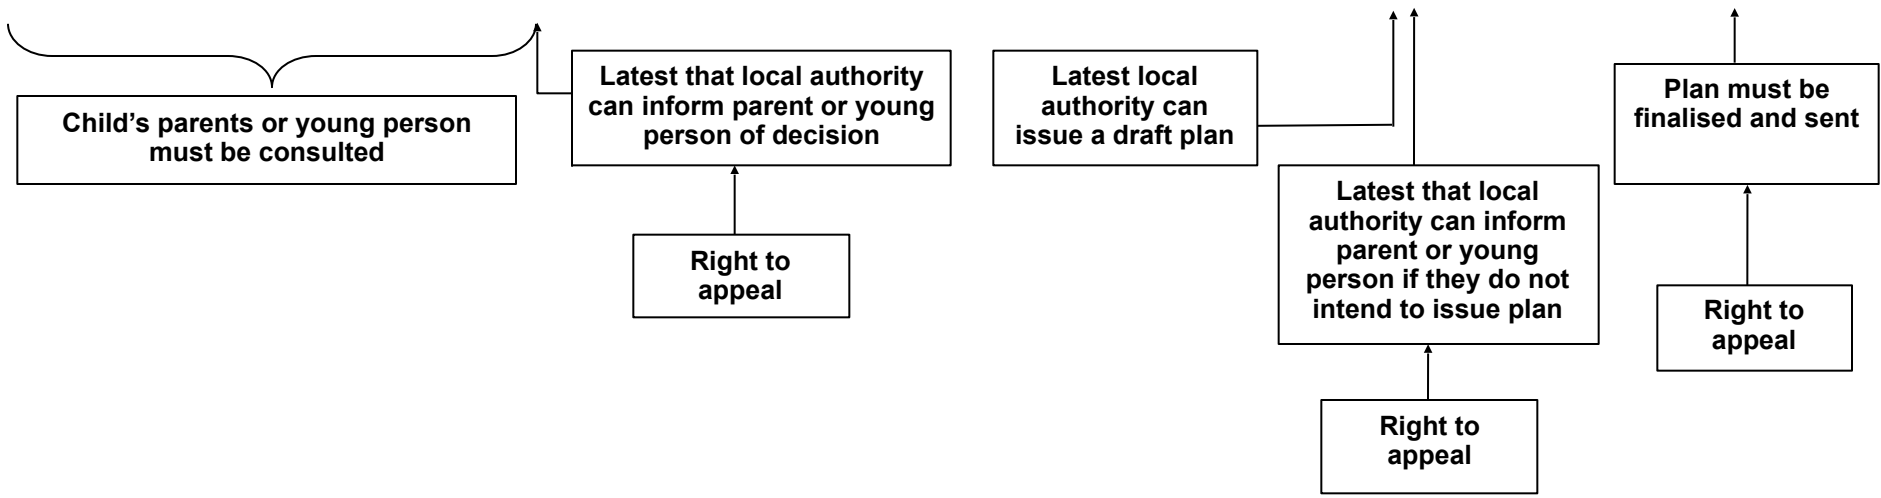 Child's parents or young person
must be consulted
Latest that local authority
can inform parent or young
person of decision
Right to
appeal
Latest local
authority can
issue a draft plan
Latest that local
authority can inform
parent or young
person if they do not
intend to issue plan
Right to
appeal
Plan must be
finalised and sent
Right to
appeal